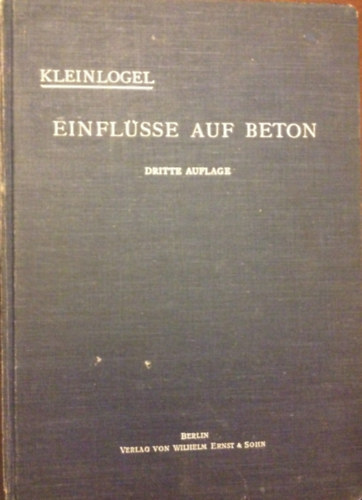 KLEINLOGEL
EINFLÜSSE AUF BETON
DRITTE AUFLAGE
BERLIN
VERLAG VON WILHELM ERNST & SOHN